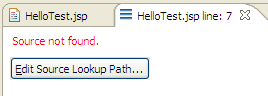 HelloTest.jsp HelloTest.jsp line: 7
Source not found.
Edit Source Lookup Path...